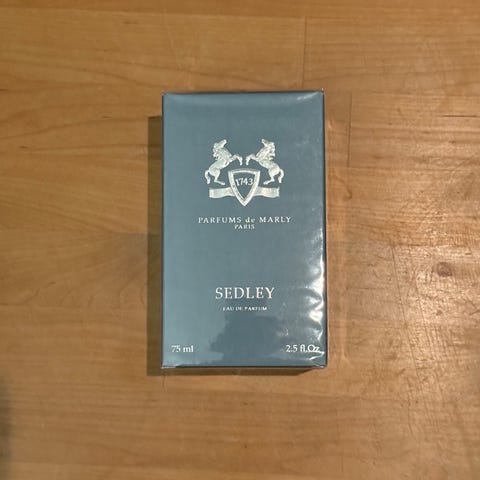 1743
PARFUMS de MARLY
PARIS
SEDLEY
EAU DE PARFUM
75 ml 2.5 fl.Oz